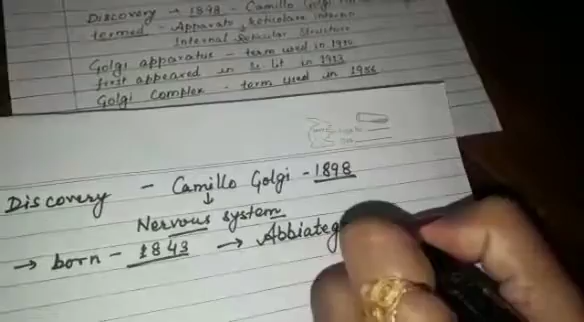 Discovery → 1898 - Camillo Golgi
termed - Apparato Reticolare interno
Internal Reticular Structure
Golgi apparatus - term used in 1910
first appeared in Sc lit in 1913
Golgi Complex - term used in 1956
Discovery - Camillo Golgi - 1898
↓
Nervous system
→ born - 1843 → Abbiateg